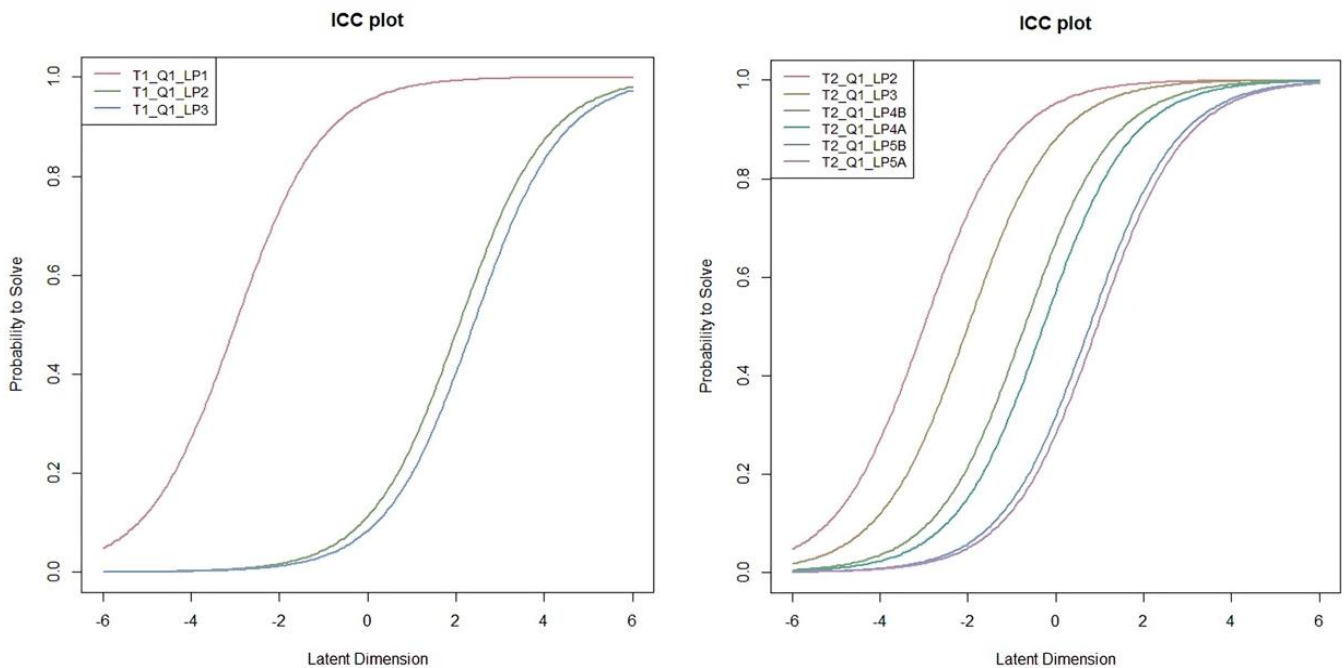 ICC plot
T1_Q1_LP1
T1_Q1_LP2
T1_Q1_LP3
1.0
0.8
0.6
0.4
0.2
0.0
Probability to Solve
-6 -4 -2 0 2 4 6
Latent Dimension
ICC plot
T2_Q1_LP2
T2_Q1_LP3
T2_Q1_LP4B
T2_Q1_LP4A
T2_Q1_LP5B
T2_Q1_LP5A
1.0
0.8
0.6
0.4
0.2
0.0
Probability to Solve
-6 -4 -2 0 2 4 6
Latent Dimension